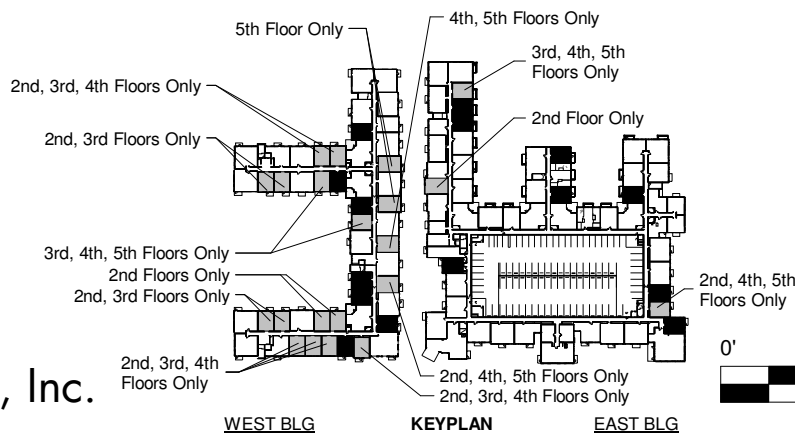 4th, 5th Floors Only
5th Floor Only
3rd, 4th, 5th
Floors Only
2nd, 3rd, 4th Floors Only
2nd Floor Only
2nd, 3rd Floors Only
3rd, 4th, 5th Floors Only
2nd Floors Only
2nd, 3rd Floors Only
2nd, 4th, 5th
Floors Only
2nd, 3rd, 4th
Floors Only
0'
, Inc.
2nd, 4th, 5th Floors Only
2nd, 3rd, 4th Floors Only
WEST BLG
KEYPLAN
EAST BLG